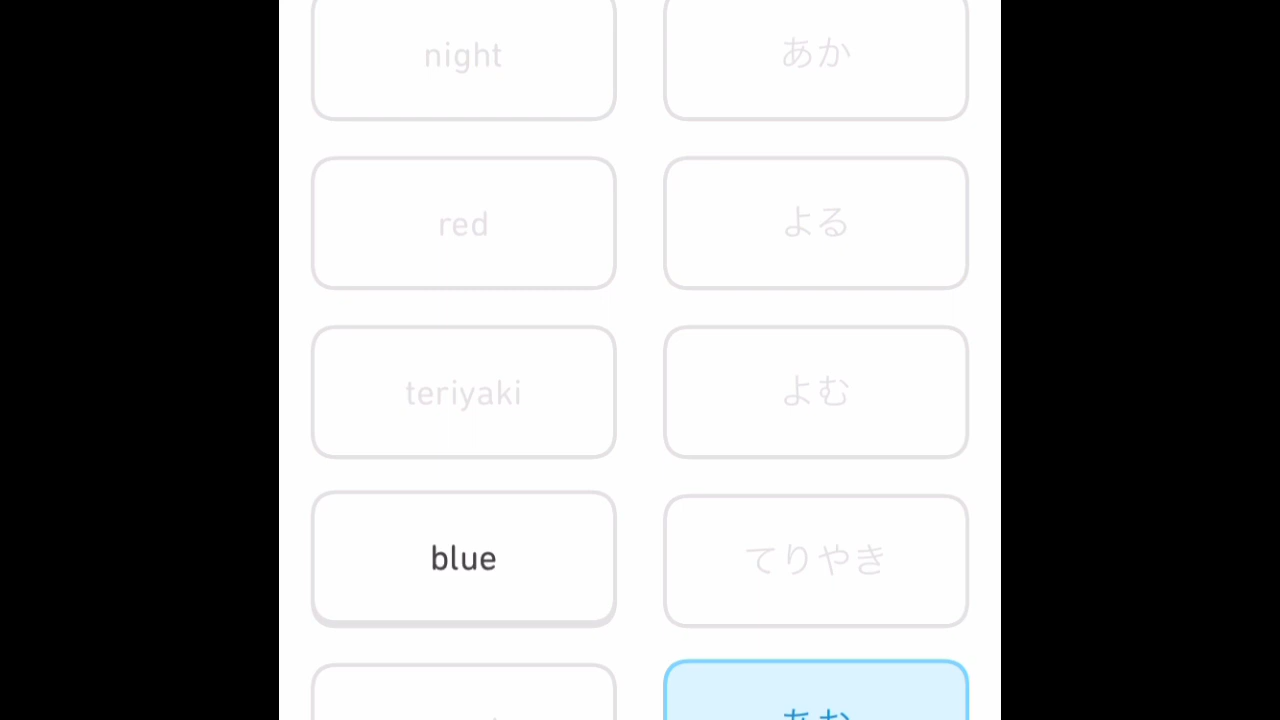 night
あか
red
よる
teriyaki
よむ
blue
てりやき